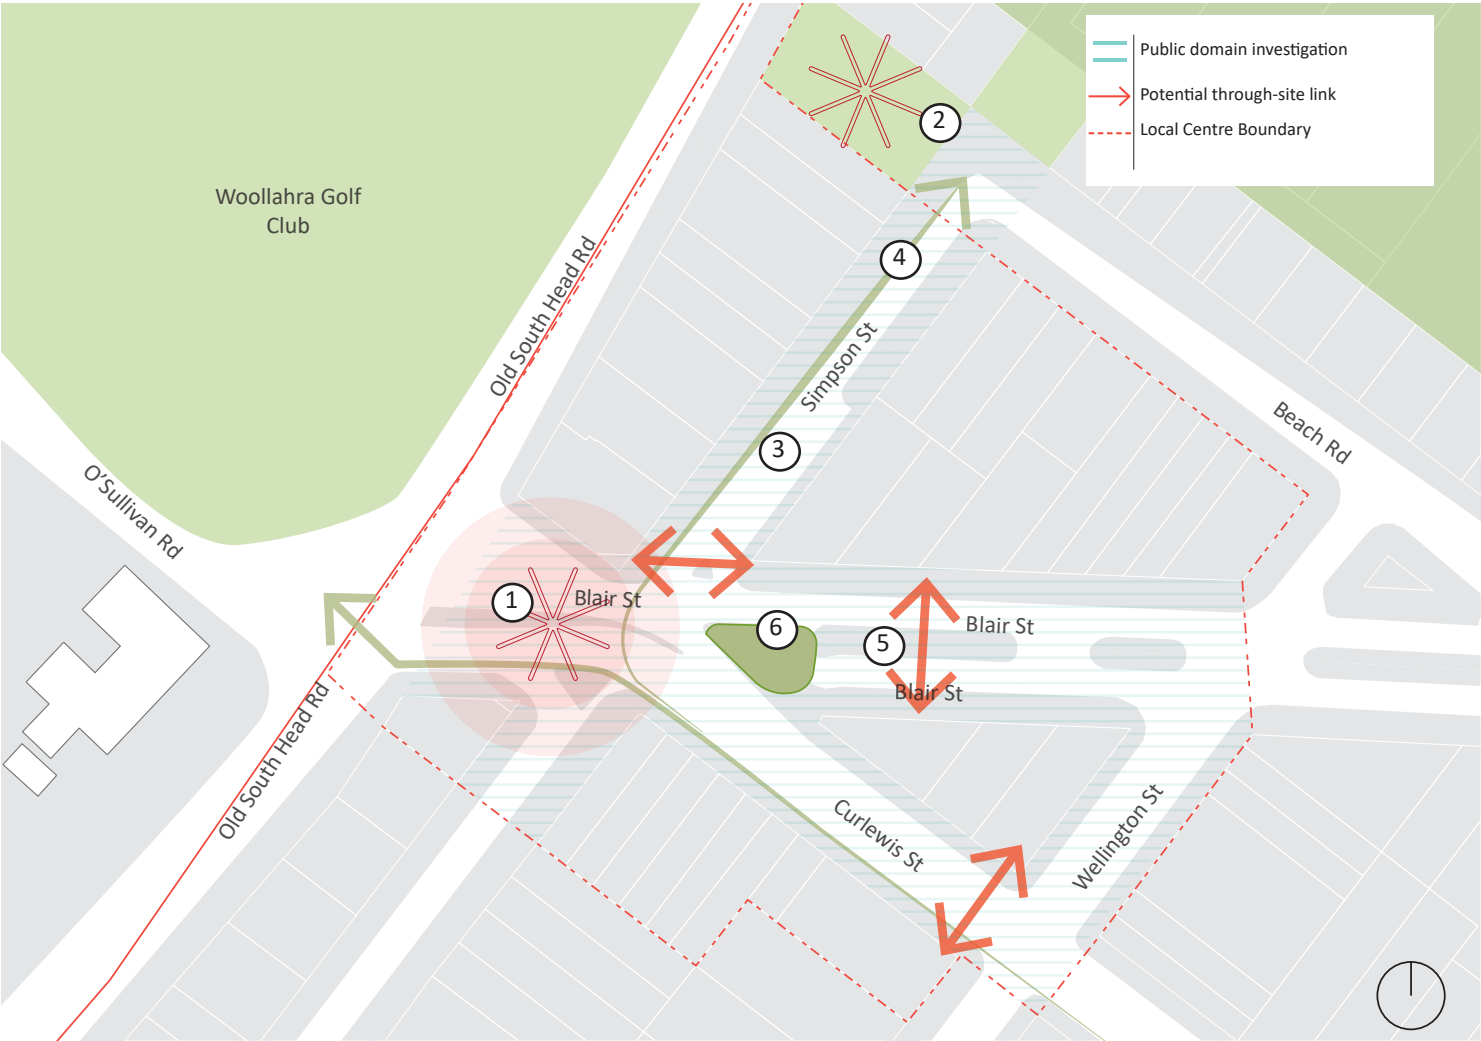 Public domain investigation
Potential through-site link
Local Centre Boundary
2
Woollahra Golf
Club
4
Old South Head Rd
Simpson St
3
Beach Rd
O'Sullivan Rd
1
Blair St
6
5
Blair St
Blair St
Old South Head Rd
Curlewis St
Wellington St